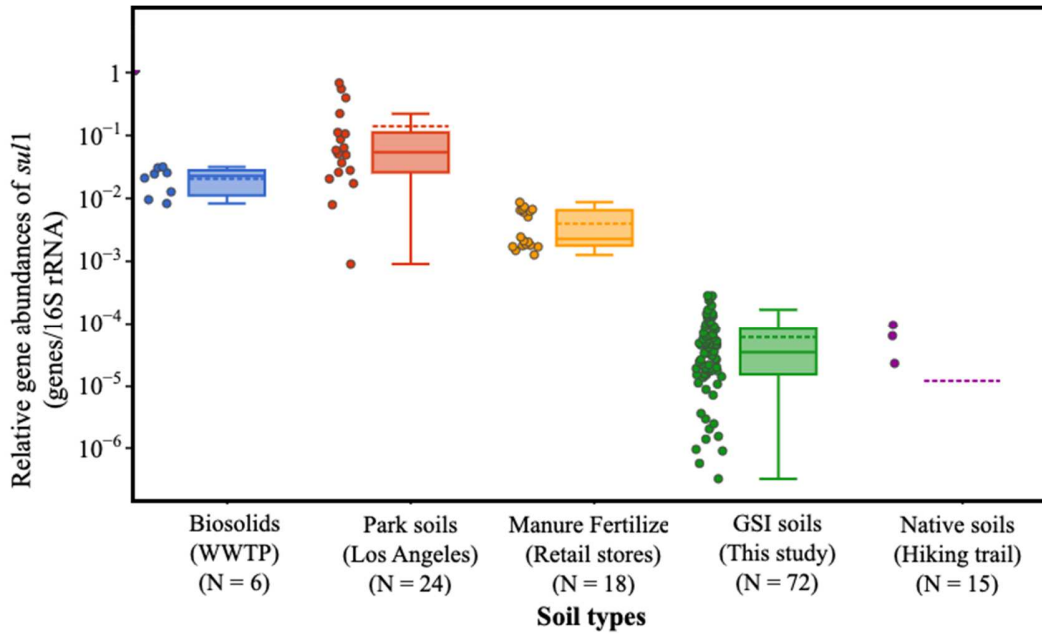 Relative gene abundances of sul1
(genes/16S rRNA)
1
10⁻¹
10⁻²
10⁻³
10⁻⁴
10⁻⁵
10⁻⁶
Biosolids
(WWTP)
(N = 6)
Park soils
(Los Angeles)
(N = 24)
Manure Fertilize
(Retail stores)
(N = 18)
GSI soils
(This study)
(N = 72)
Native soils
(Hiking trail)
(N = 15)
Soil types